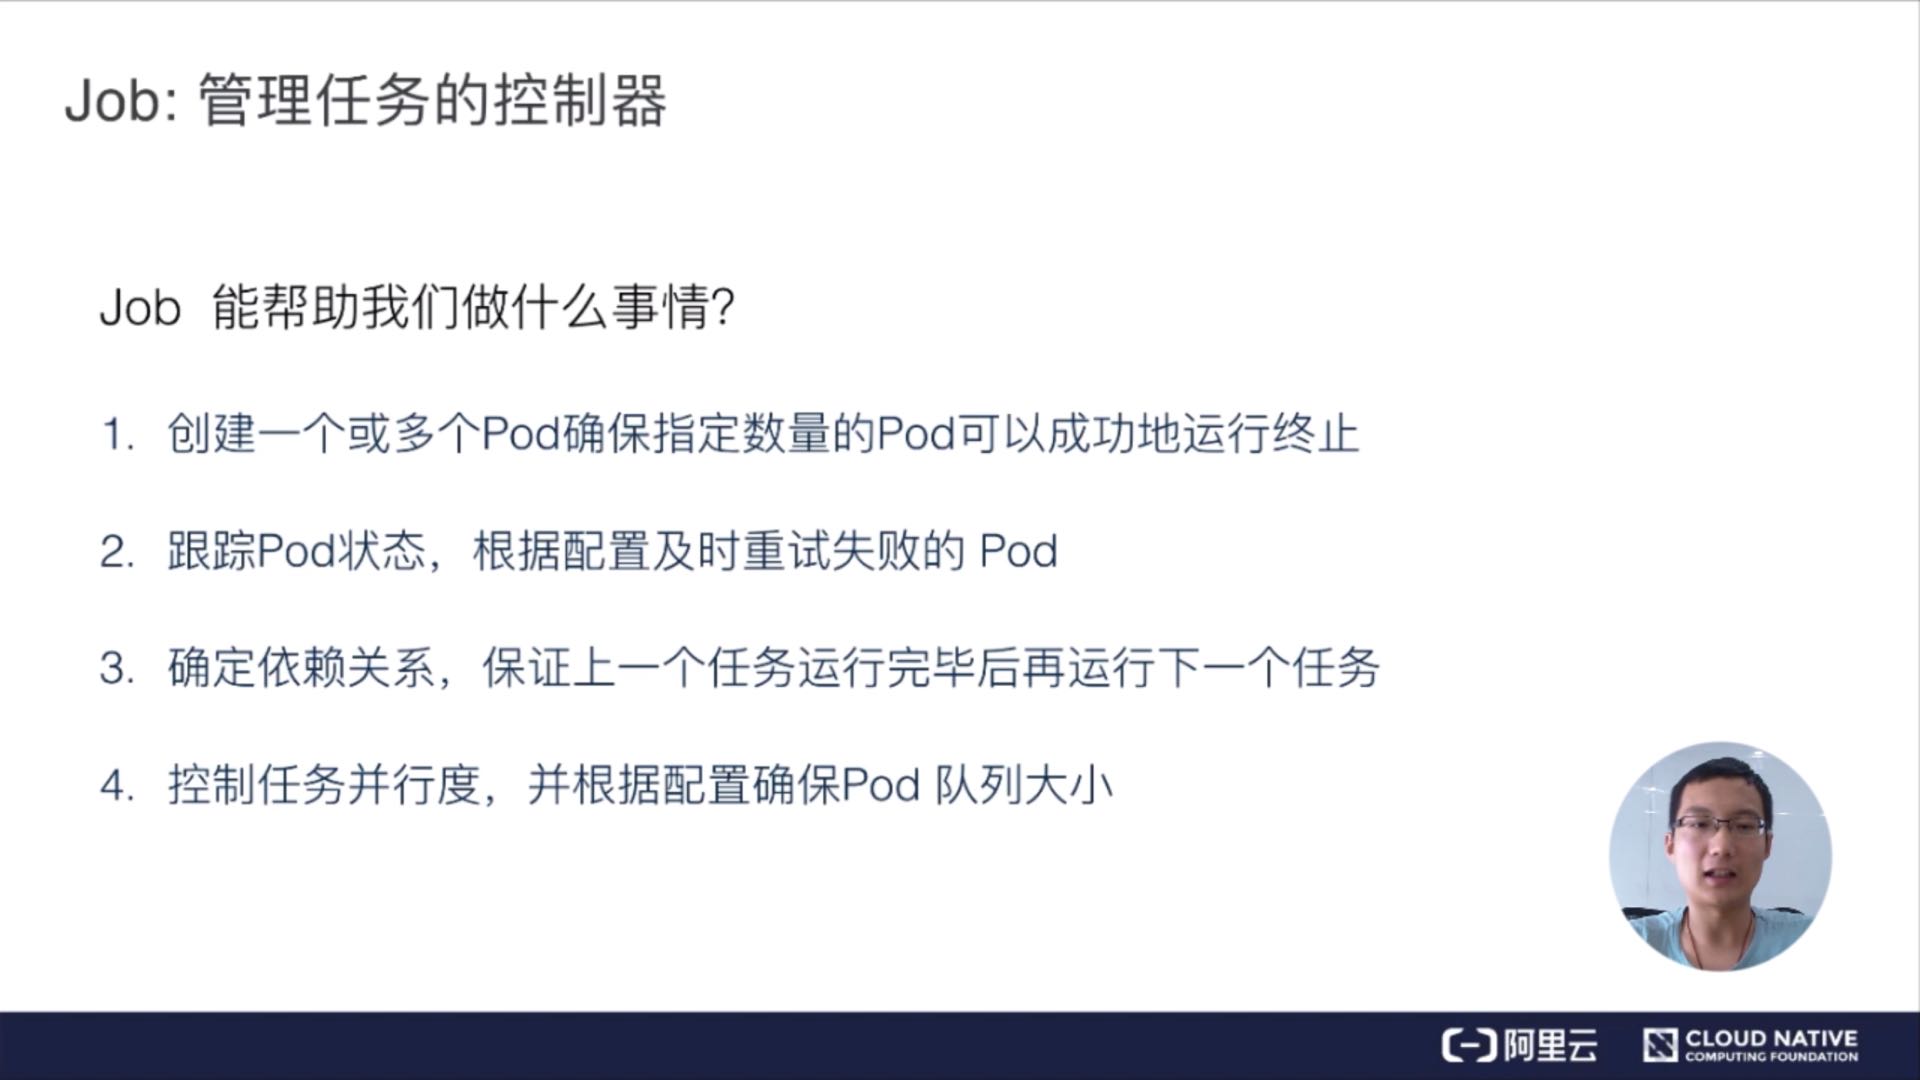 Job: 管理任务的控制器
Job 能帮助我们做什么事情?
1. 创建一个或多个Pod确保指定数量的Pod可以成功地运行终止
2. 跟踪Pod状态，根据配置及时重试失败的 Pod
3. 确定依赖关系，保证上一个任务运行完毕后再运行下一个任务
4. 控制任务并行度，并根据配置确保Pod 队列大小
阿里云
CLOUD NATIVE
COMPUTING FOUNDATION